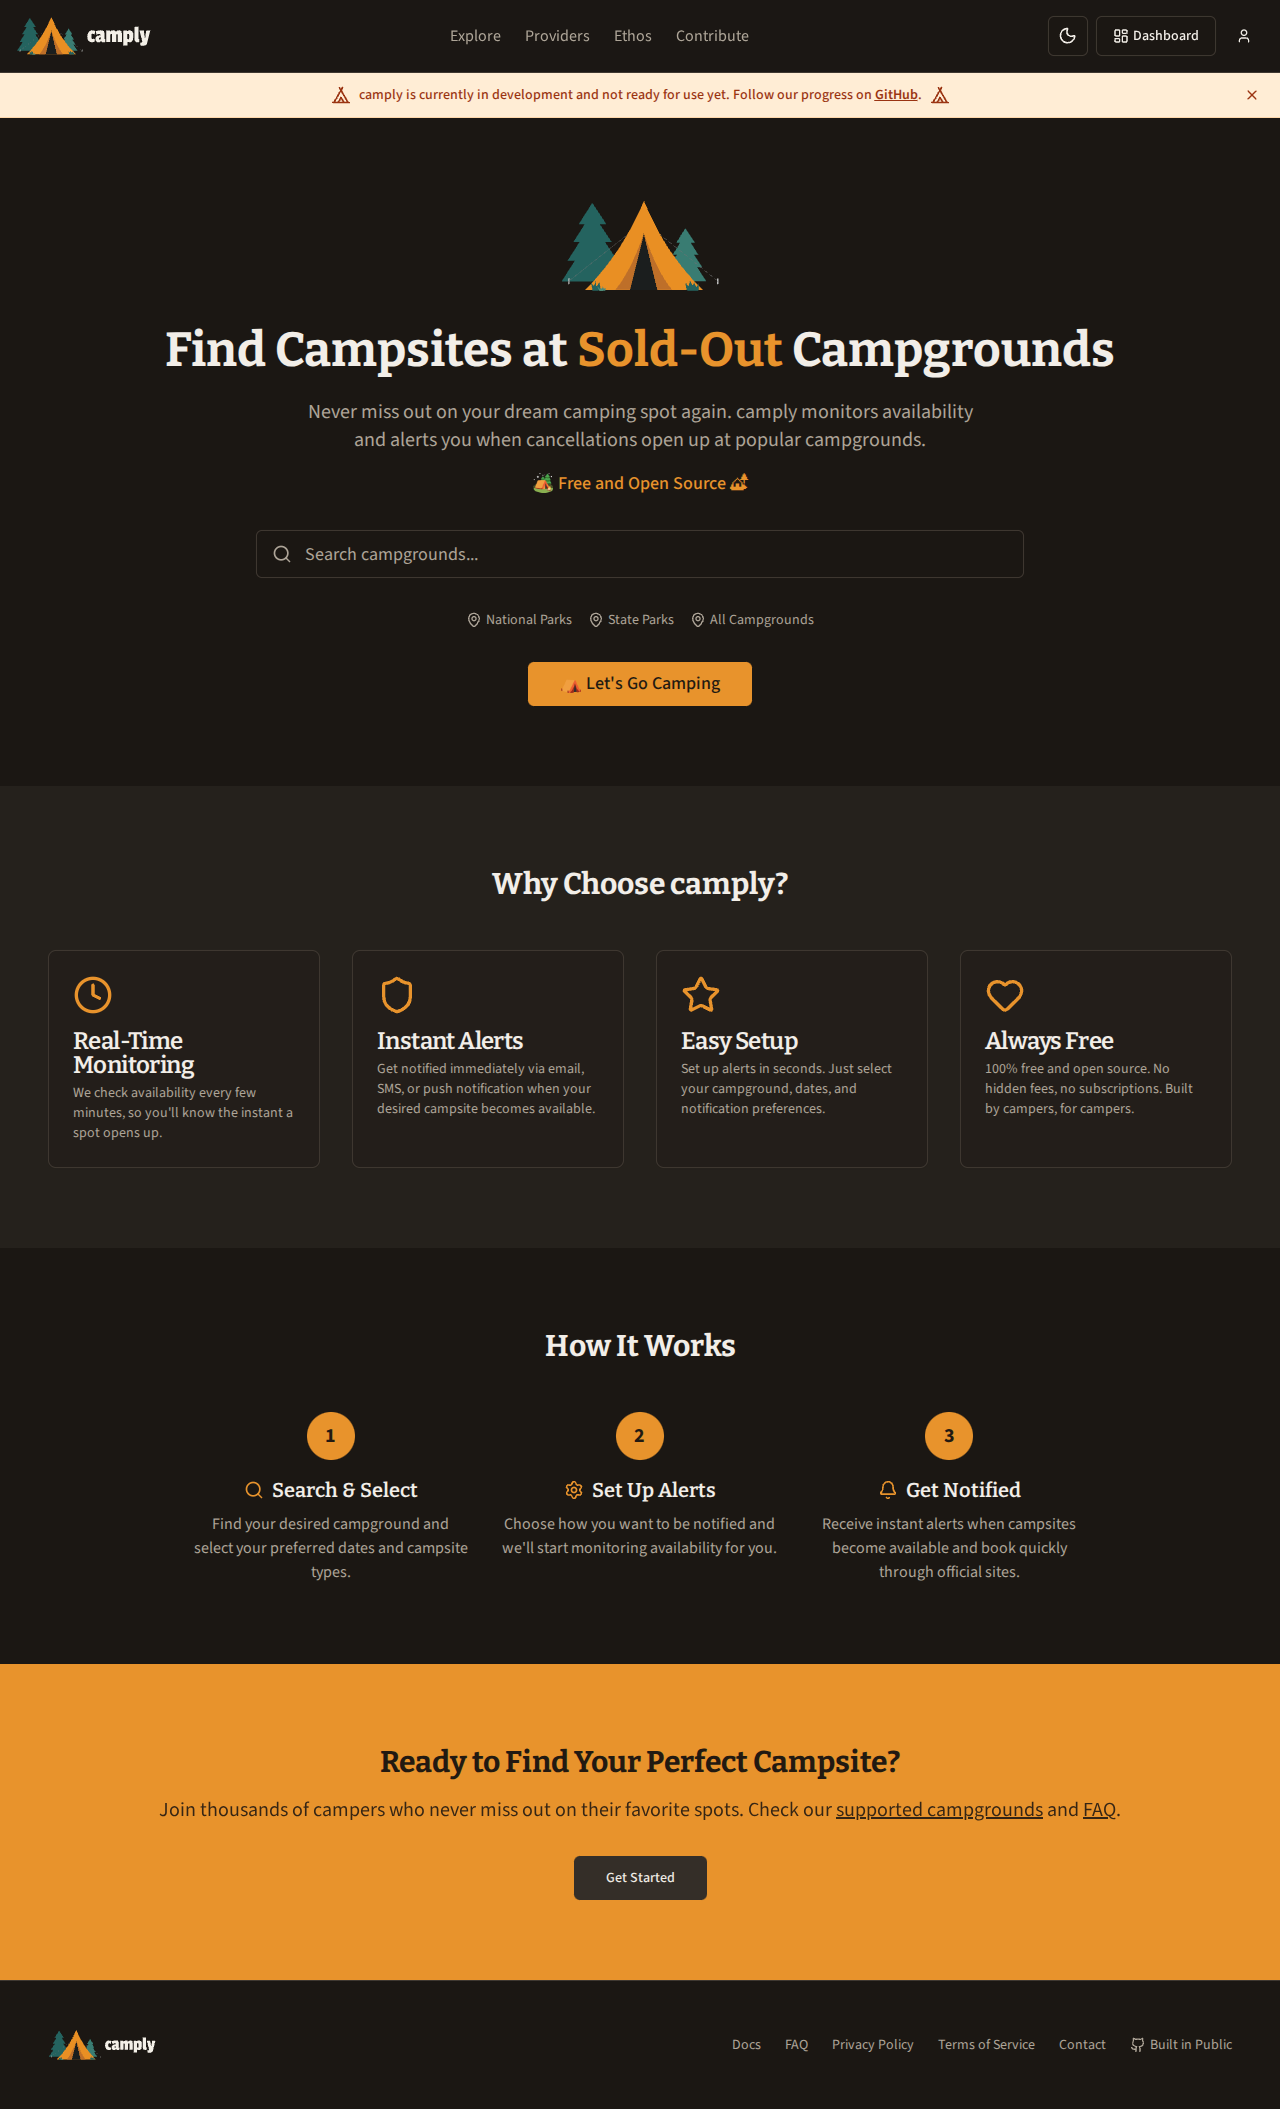 camply
Explore Providers Ethos Contribute
Dashboard
camply is currently in development and not ready for use yet. Follow our progress on GitHub.
Find Campsites at Sold-Out Campgrounds
Never miss out on your dream camping spot again. camply monitors availability
and alerts you when cancellations open up at popular campgrounds.
🏕️ Free and Open Source 🏕
Search campgrounds...
National Parks State Parks All Campgrounds
⛺ Let's Go Camping
Why Choose camply?
Real-Time
Monitoring
We check availability every few
minutes, so you'll know the instant a
spot opens up.
Instant Alerts
Get notified immediately via email,
SMS, or push notification when your
desired campsite becomes available.
Easy Setup
Set up alerts in seconds. Just select
your campground, dates, and
notification preferences.
Always Free
100% free and open source. No
hidden fees, no subscriptions. Built
by campers, for campers.
How It Works
1
Search & Select
Find your desired campground and
select your preferred dates and campsite
types.
2
Set Up Alerts
Choose how you want to be notified and
we'll start monitoring availability for you.
3
Get Notified
Receive instant alerts when campsites
become available and book quickly
through official sites.
Ready to Find Your Perfect Campsite?
Join thousands of campers who never miss out on their favorite spots. Check our supported campgrounds and FAQ.
Get Started
camply
Docs FAQ Privacy Policy Terms of Service Contact Built in Public